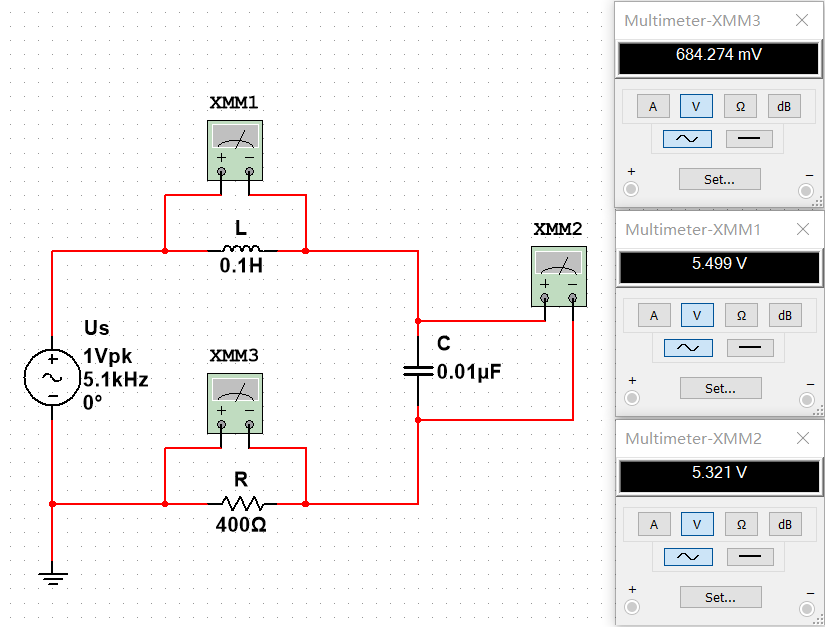 XMM1
L
0.1H
XMM2
Us
1Vpk
5.1kHz
0°
XMM3
C
0.01µF
R
400Ω
Multimeter-XMM3
684.274 mV
A V Ω dB
+ −
Set...
Multimeter-XMM1
5.499 V
A V Ω dB
+ −
Set...
Multimeter-XMM2
5.321 V
A V Ω dB
+ −
Set...